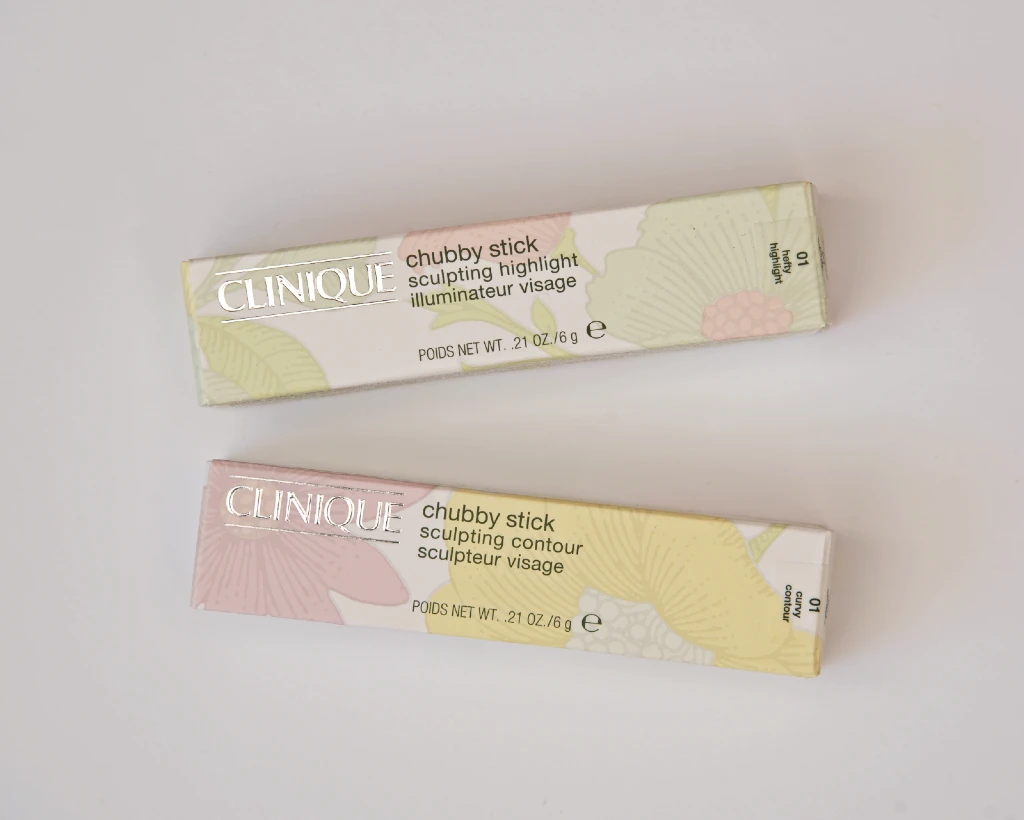 CLINIQUE
chubby stick
sculpting highlight
illuminateur visage
POIDS NET WT. .21 OZ./6 g ℮
01
hefty
highlight
CLINIQUE
chubby stick
sculpting contour
sculpteur visage
POIDS NET WT. .21 OZ./6 g ℮
01
curvy
contour